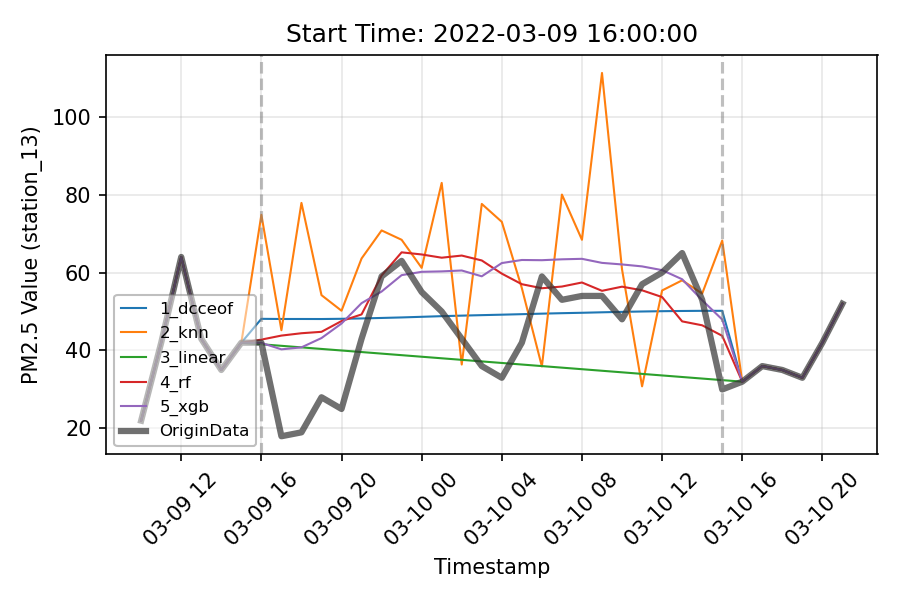 Start Time: 2022-03-09 16:00:00
PM2.5 Value (station_13)
100
80
60
40
20
1_dcceof
2_knn
3_linear
4_rf
5_xgb
OriginData
03-09 12
03-09 16
03-09 20
03-10 00
03-10 04
03-10 08
03-10 12
03-10 16
03-10 20
Timestamp